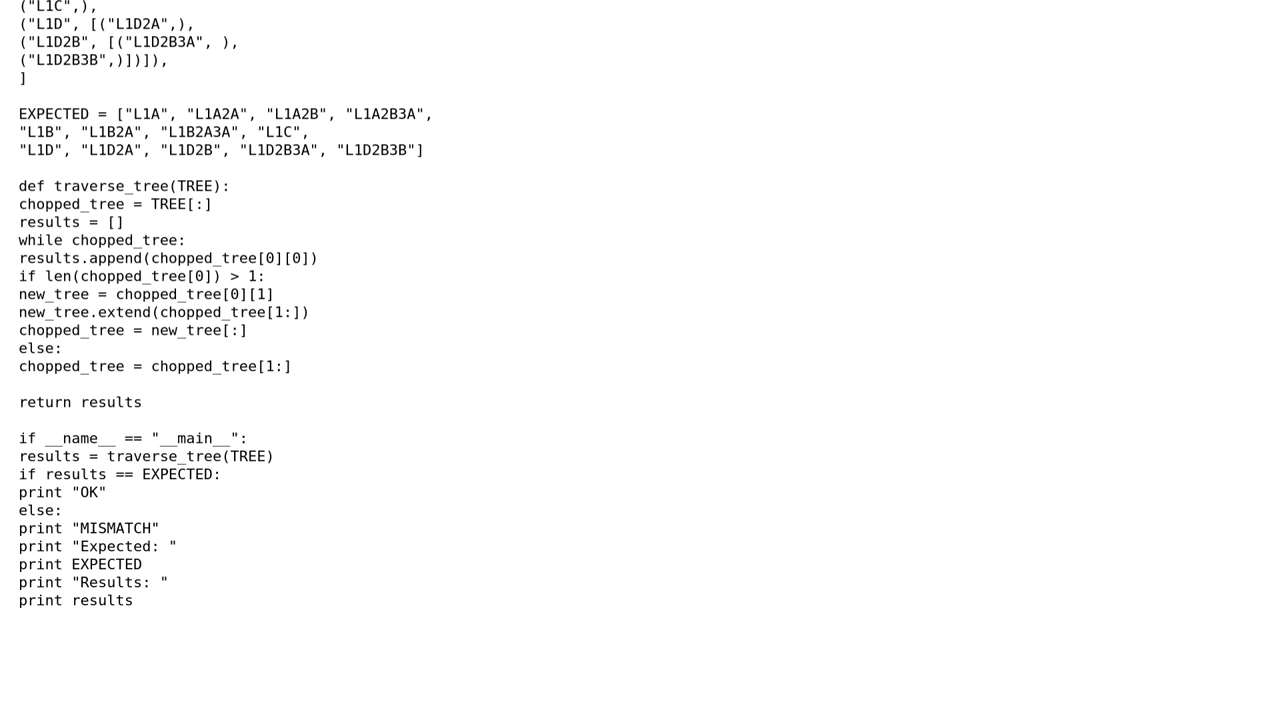 ("L1C",),
("L1D", [("L1D2A",),
("L1D2B", [("L1D2B3A", ),
("L1D2B3B",)])]),
]
EXPECTED = ["L1A", "L1A2A", "L1A2B", "L1A2B3A",
"L1B", "L1B2A", "L1B2A3A", "L1C",
"L1D", "L1D2A", "L1D2B", "L1D2B3A", "L1D2B3B"]
def traverse_tree(TREE):
chopped_tree = TREE[:]
results = []
while chopped_tree:
results.append(chopped_tree[0][0])
if len(chopped_tree[0]) > 1:
new_tree = chopped_tree[0][1]
new_tree.extend(chopped_tree[1:])
chopped_tree = new_tree[:]
else:
chopped_tree = chopped_tree[1:]
return results
if __name__ == "__main__":
results = traverse_tree(TREE)
if results == EXPECTED:
print "OK"
else:
print "MISMATCH"
print "Expected: "
print EXPECTED
print "Results: "
print results